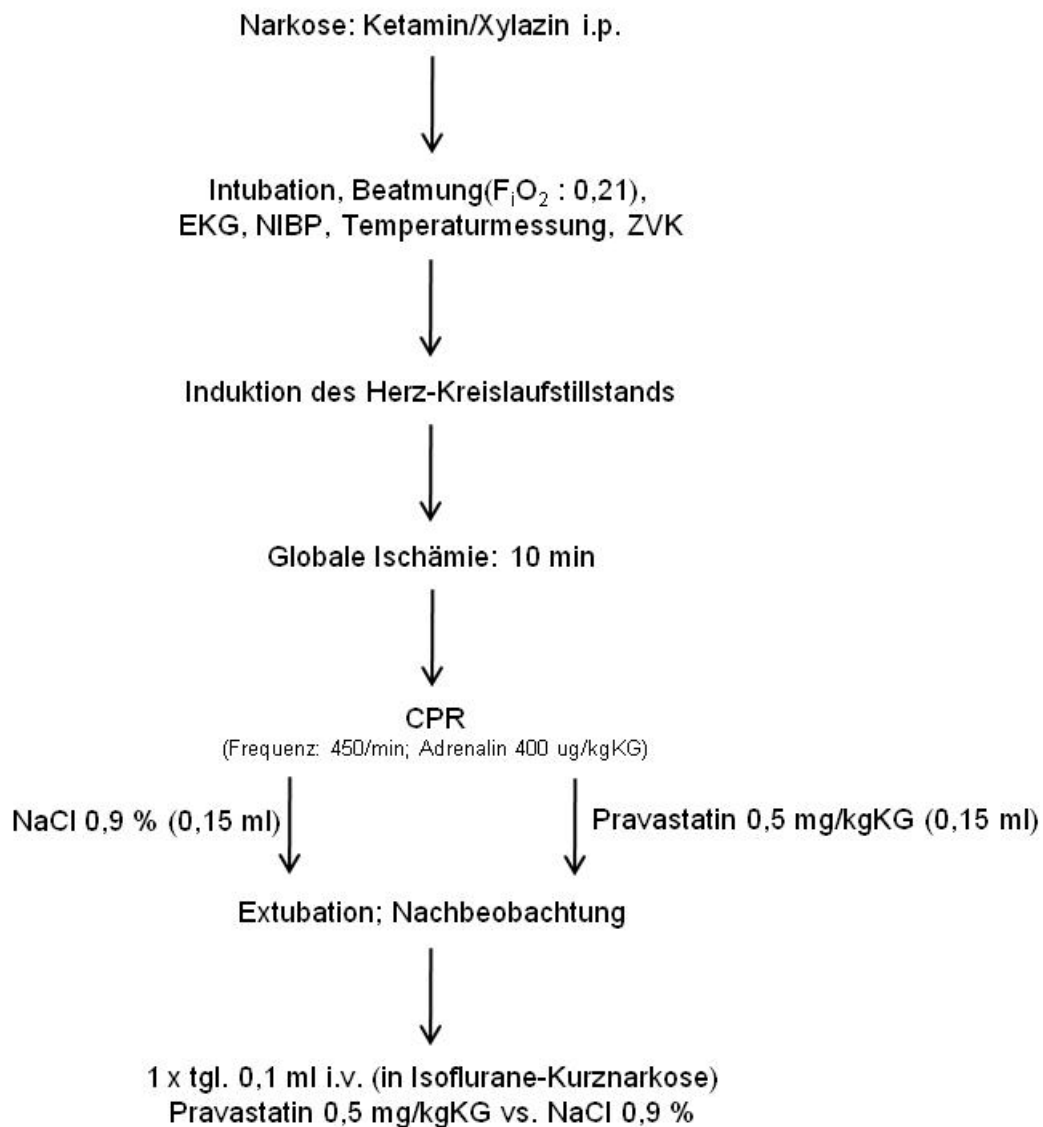 Narkose: Ketamin/Xylazin i.p.
Intubation, Beatmung(FᵢO₂ : 0,21),
EKG, NIBP, Temperaturmessung, ZVK
Induktion des Herz-Kreislaufstillstands
Globale Ischämie: 10 min
CPR
(Frequenz: 450/min; Adrenalin 400 ug/kgKG)
NaCl 0,9 % (0,15 ml)
Pravastatin 0,5 mg/kgKG (0,15 ml)
Extubation; Nachbeobachtung
1 x tgl. 0,1 ml i.v. (in Isoflurane-Kurznarkose)
Pravastatin 0,5 mg/kgKG vs. NaCl 0,9 %